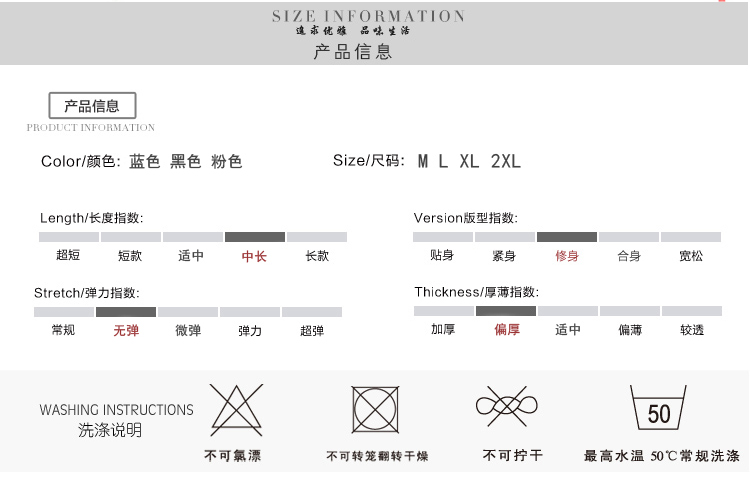 SIZE INFORMATION
追求优雅 品味生活
产品信息
产品信息
PRODUCT INFORMATION
Color/颜色: 蓝色 黑色 粉色
Size/尺码: M L XL 2XL
Length/长度指数:
超短 短款 适中 中长 长款
Version版型指数:
贴身 紧身 修身 合身 宽松
Stretch/弹力指数:
常规 无弹 微弹 弹力 超弹
Thickness/厚薄指数:
加厚 偏厚 适中 偏薄 较透
WASHING INSTRUCTIONS
洗涤说明
50
不可氯漂
不可转笼翻转干燥
不可拧干
最高水温 50℃常规洗涤